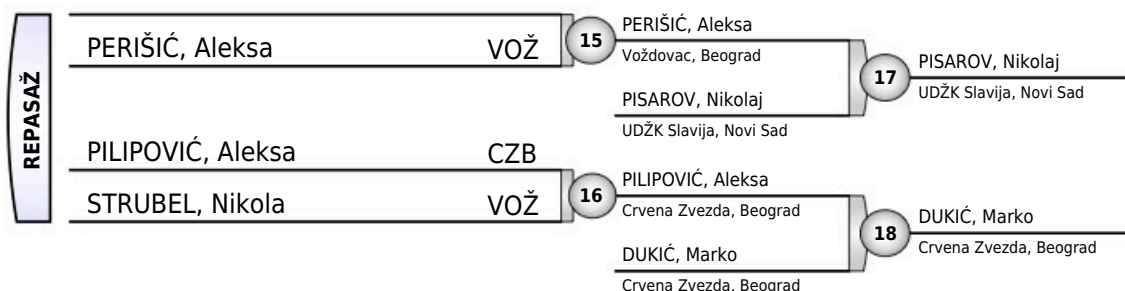 REPASAŽ
PERIŠIĆ, Aleksa VOŽ
PILIPOVIĆ, Aleksa CZB
STRUBEL, Nikola VOŽ
15
PERIŠIĆ, Aleksa
Voždovac, Beograd
PISAROV, Nikolaj
UDŽK Slavija, Novi Sad
16
PILIPOVIĆ, Aleksa
Crvena Zvezda, Beograd
DUKIĆ, Marko
Crvena Zvezda, Beograd
17
PISAROV, Nikolaj
UDŽK Slavija, Novi Sad
18
DUKIĆ, Marko
Crvena Zvezda, Beograd